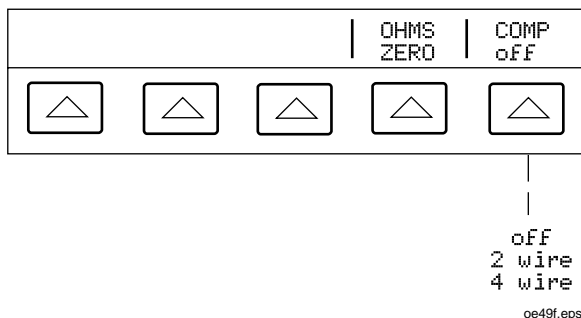 OHMS
ZERO
COMP
off
off
2 wire
4 wire
oe49f.eps